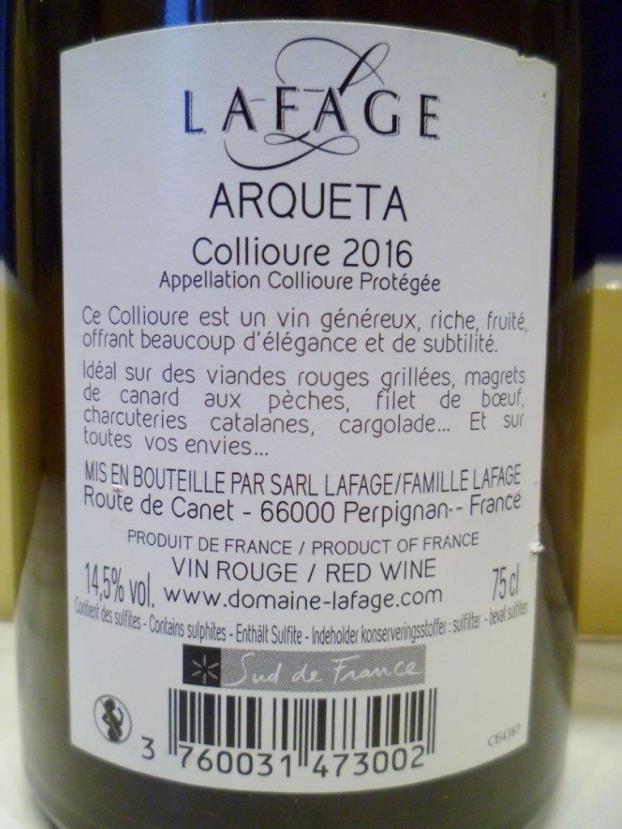 LAFAGE
ARQUETA
Collioure 2016
Appellation Collioure Protégée
Ce Collioure est un vin généreux, riche, fruité,
offrant beaucoup d'élégance et de subtilité.
Idéal sur des viandes rouges grillées, magrets
de canard aux pèches, filet de bœuf,
charcuteries catalanes, cargolade... Et sur
toutes vos envies...
MIS EN BOUTEILLE PAR SARL LAFAGE/FAMILLE LAFAGE
Route de Canet - 66000 Perpignan-- France
PRODUIT DE FRANCE / PRODUCT OF FRANCE
VIN ROUGE / RED WINE
14,5% vol. www.domaine-lafage.com 75 cl
Contient des sulfites - Contains sulphites - Enthält Sulfite - Indeholder konserveringsstoffer : sulfitter - bevat sulfiten
Sud de France
3 760031 473002
CB4387